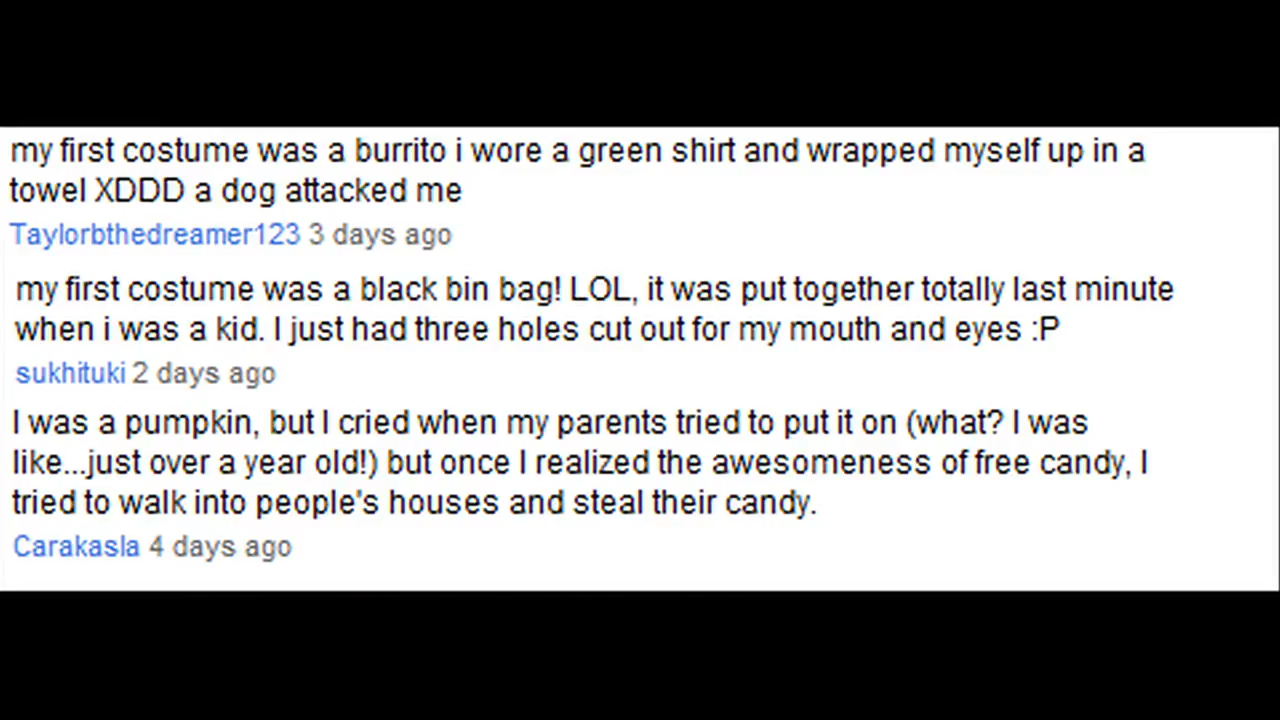 my first costume was a burrito i wore a green shirt and wrapped myself up in a
towel XDDD a dog attacked me
Taylorbthedreamer123 3 days ago
my first costume was a black bin bag! LOL, it was put together totally last minute
when i was a kid. I just had three holes cut out for my mouth and eyes :P
sukhituki 2 days ago
I was a pumpkin, but I cried when my parents tried to put it on (what? I was
like...just over a year old!) but once I realized the awesomeness of free candy, I
tried to walk into people's houses and steal their candy.
Carakasla 4 days ago